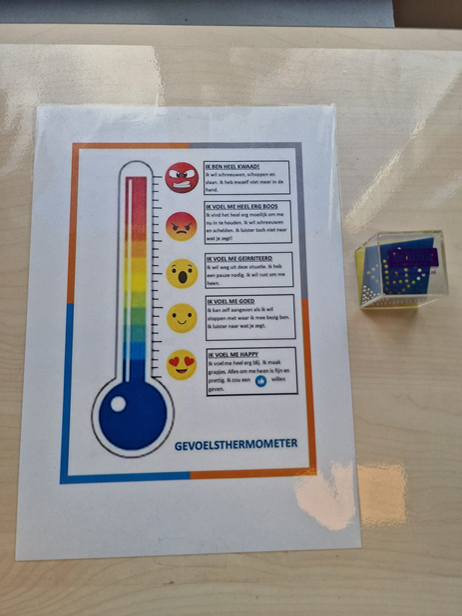 IK BEN HEEL KWAAD!
Ik wil schreeuwen, schoppen en
slaan. Ik heb mezelf niet meer in de
hand.
IK VOEL ME HEEL ERG BOOS
Ik vind het heel erg moeilijk om me
nu in te houden. Ik wil schreeuwen
en schelden. Ik luister toch niet naar
wat je zegt!
IK VOEL ME GEÏRRITEERD
Ik wil weg uit deze situatie. Ik heb
een pauze nodig. Ik wil rust om me
heen.
IK VOEL ME GOED
Ik kan zelf aangeven als ik wil
stoppen met waar ik mee bezig ben.
Ik luister naar wat je zegt.
IK VOEL ME HAPPY
Ik voel me heel erg blij. Ik maak
grapjes. Alles om me heen is fijn en
prettig. Ik zou een willen
geven.
GEVOELSTHERMOMETER